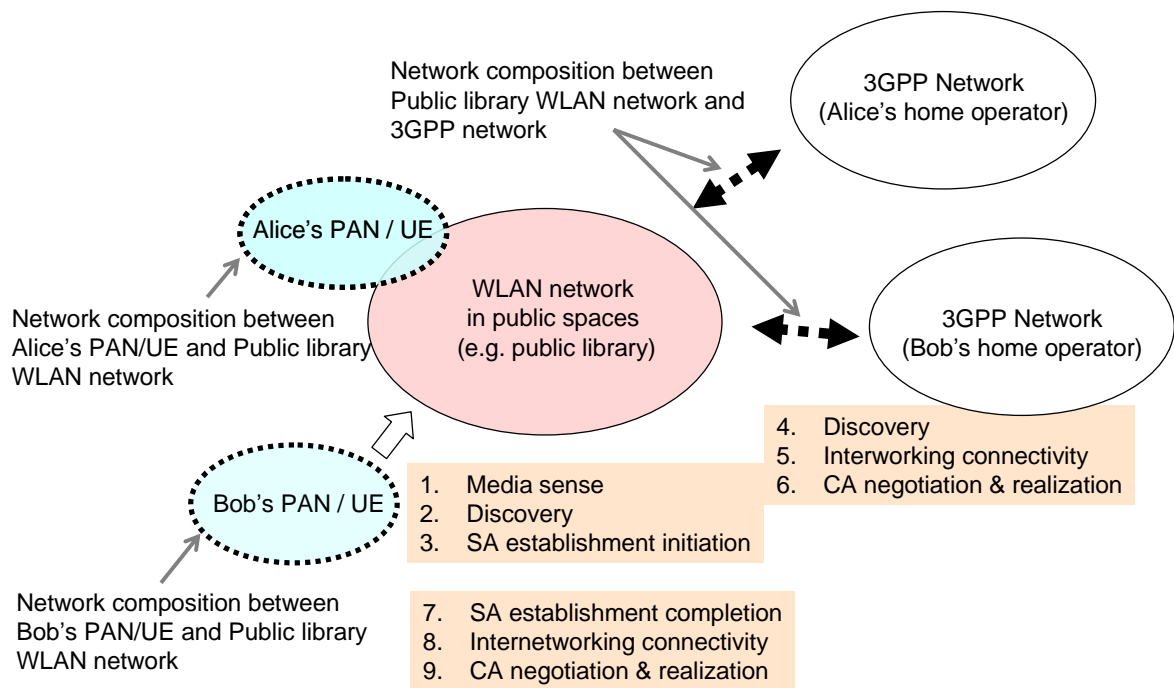 Network composition between
Public library WLAN network and
3GPP network
3GPP Network
(Alice’s home operator)
Alice’s PAN / UE
WLAN network
in public spaces
(e.g. public library)
Network composition between
Alice’s PAN/UE and Public library
WLAN network
3GPP Network
(Bob’s home operator)
4. Discovery
5. Interworking connectivity
6. CA negotiation & realization
Bob’s PAN / UE
1. Media sense
2. Discovery
3. SA establishment initiation
Network composition between
Bob’s PAN/UE and Public library
WLAN network
7. SA establishment completion
8. Internetworking connectivity
9. CA negotiation & realization